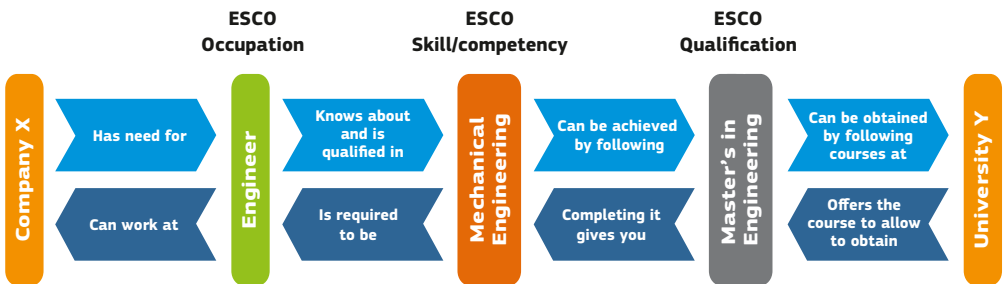 ESCO
Occupation
ESCO
Skill/competency
ESCO
Qualification
Company X
Has need for
Can work at
Engineer
Knows about
and is
qualified in
Is required
to be
Mechanical
Engineering
Can be achieved
by following
Completing it
gives you
Master's in
Engineering
Can be obtained
by following
courses at
Offers the
course to allow
to obtain
University Y